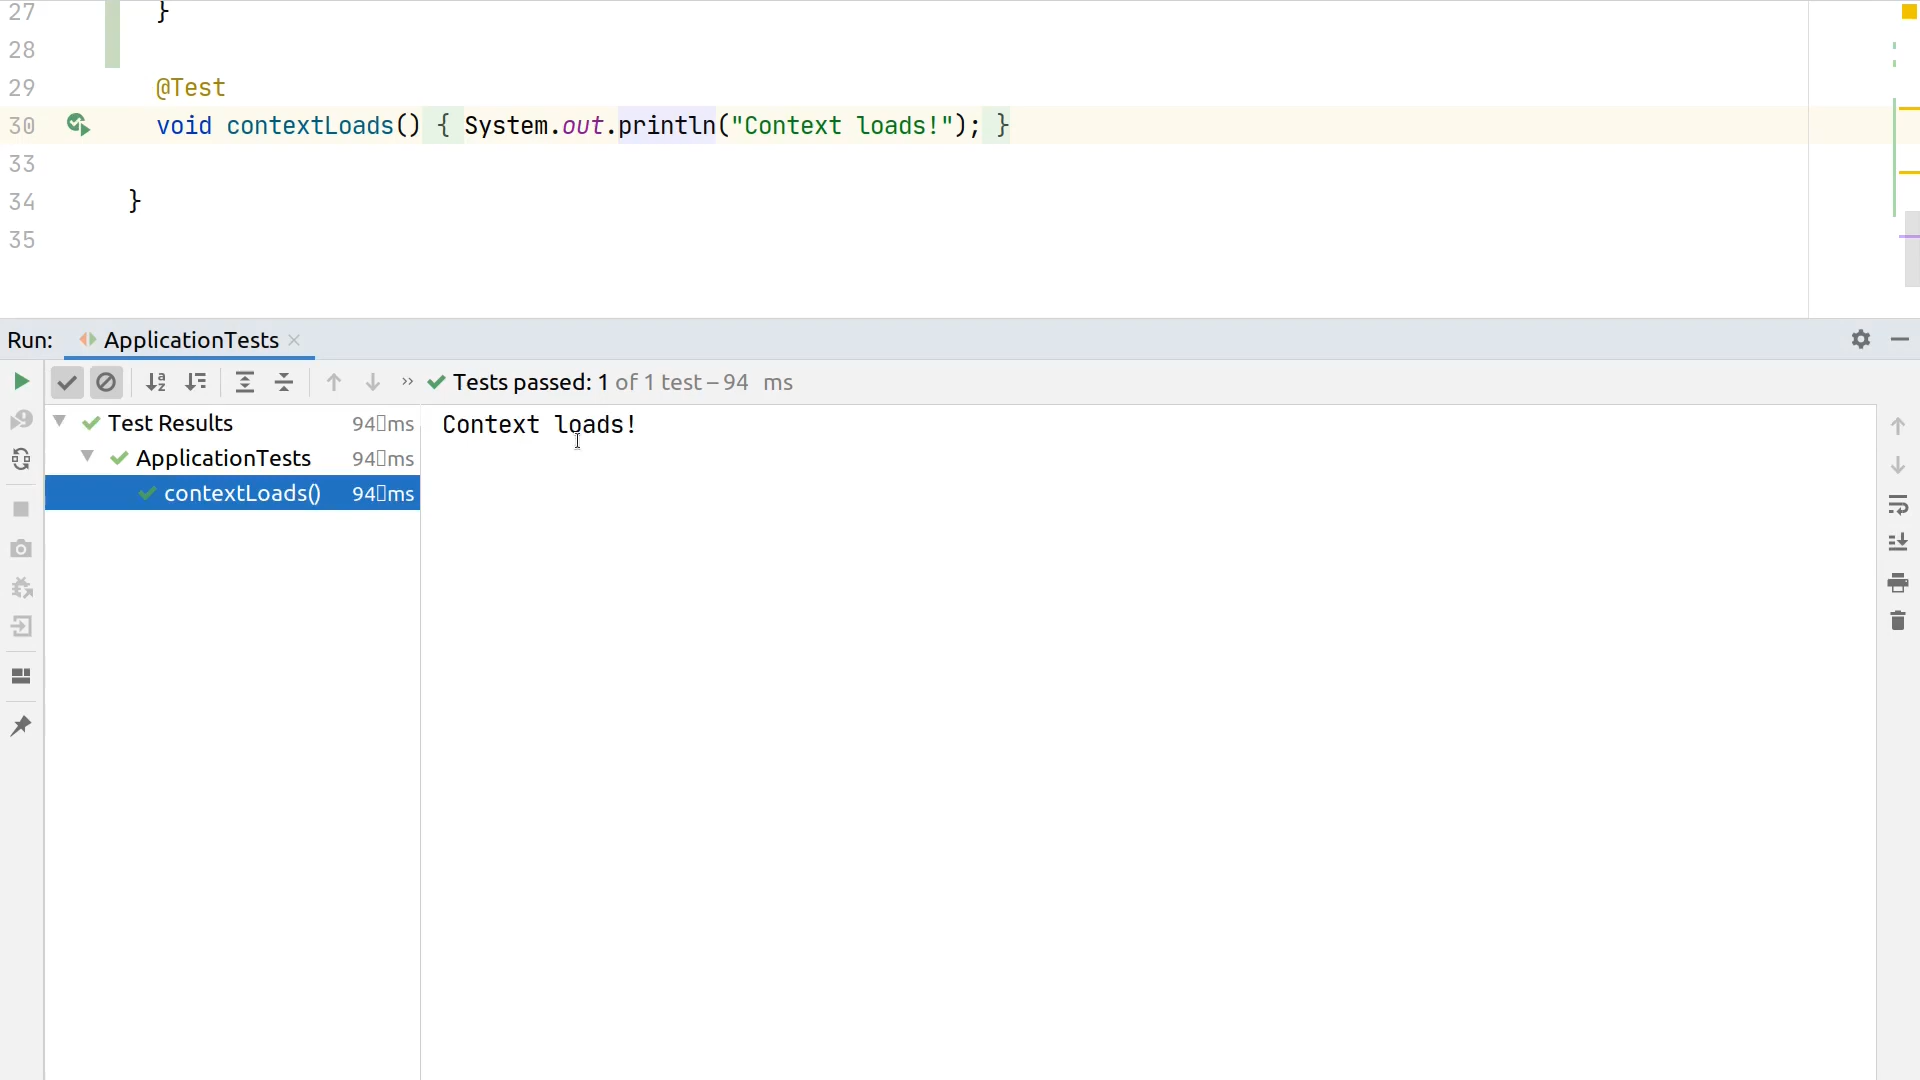 27 }
28
29 @Test
30 void contextLoads() { System.out.println("Context loads!"); }
33
34 }
35
Run: ApplicationTests
Tests passed: 1 of 1 test – 94 ms
Test Results 94 ms
ApplicationTests 94 ms
contextLoads() 94 ms
Context loads!